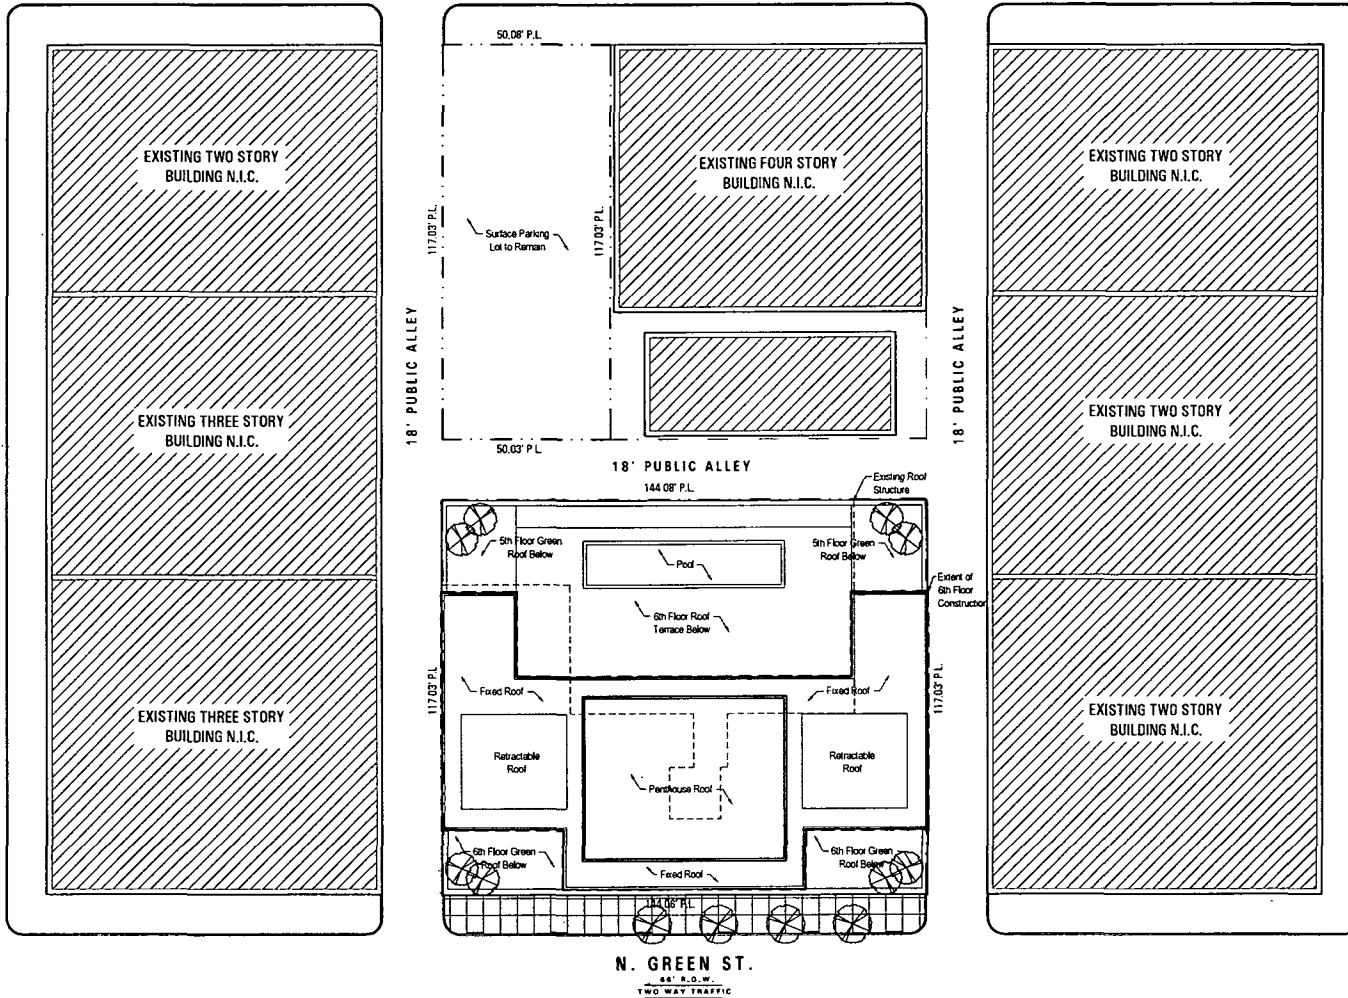 50.08' P.L.
EXISTING TWO STORY
BUILDING N.I.C.
EXISTING FOUR STORY
BUILDING N.I.C.
EXISTING TWO STORY
BUILDING N.I.C.
117.03' P.L.
Surface Parking
Lot to Remain
117.03' P.L.
18' PUBLIC ALLEY
18' PUBLIC ALLEY
EXISTING THREE STORY
BUILDING N.I.C.
EXISTING TWO STORY
BUILDING N.I.C.
50.03' P.L.
18' PUBLIC ALLEY
144.08' P.L.
Existing Roof
Structure
5th Floor Green
Roof Below
Pool
5th Floor Green
Roof Below
Extent of
6th Floor
Construction
6th Floor Roof
Terrace Below
117.03' P.L.
Fixed Roof
Fixed Roof
117.03' P.L.
EXISTING THREE STORY
BUILDING N.I.C.
EXISTING TWO STORY
BUILDING N.I.C.
Retractable
Roof
Retractable
Roof
Penthouse Roof
6th Floor Green
Roof Below
6th Floor Green
Roof Below
Fixed Roof
144.06' P.L.
N. GREEN ST.
66' R.O.W.
TWO WAY TRAFFIC